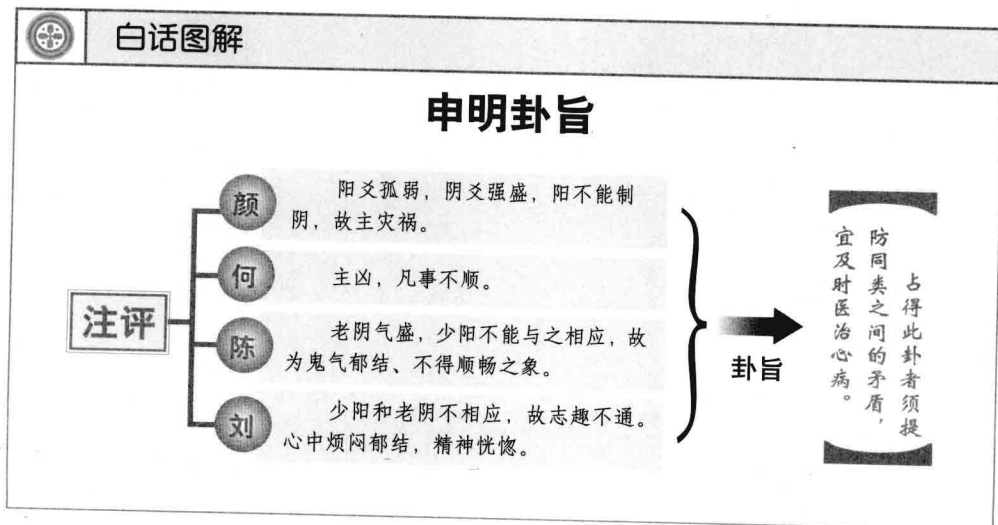 白话图解
申明卦旨
注评
颜
阳爻孤弱，阴爻强盛，阳不能制
阴，故主灾祸。
何
主凶，凡事不顺。
陈
老阴气盛，少阳不能与之相应，故
为鬼气郁结、不得顺畅之象。
刘
少阳和老阴不相应，故志趣不通。
心中烦闷郁结，精神恍惚。
卦旨
占得此卦者须提
防同类之间的矛盾，
宜及时医治心病。